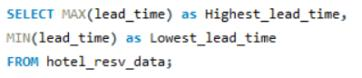 SELECT MAX(lead_time) as Highest_lead_time,
MIN(lead_time) as Lowest_lead_time
FROM hotel_resv_data;